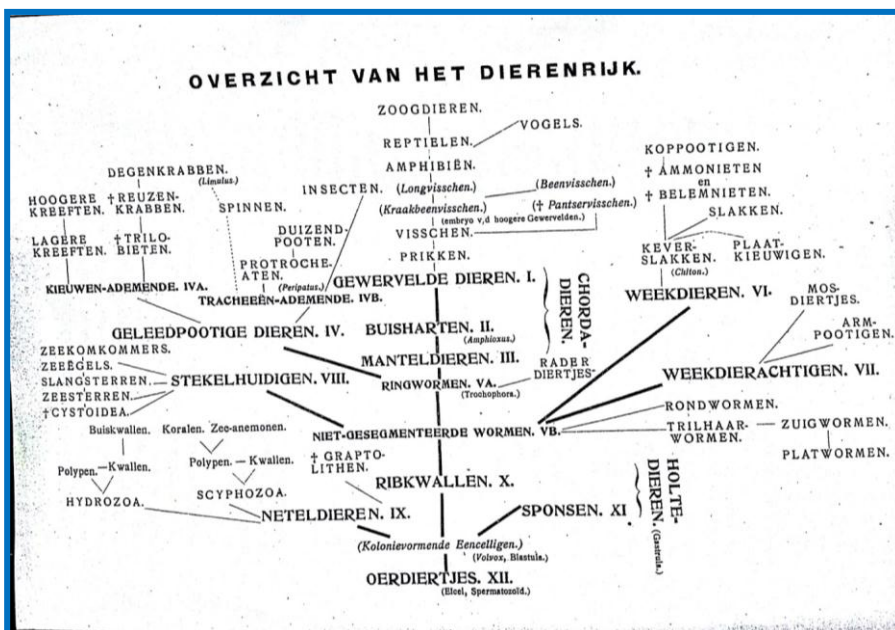 OVERZICHT VAN HET DIERENRIJK.
ZOOGDIEREN.
VOGELS.
REPTIELEN.
KOPPOOTIGEN.
DEGENKRABBEN.
(Limulus.)
AMPHIBIËN.
† AMMONIETEN
en
† BELEMNIETEN.
HOOGERE
KREEFTEN.
† REUZEN-
KRABBEN.
SPINNEN.
INSECTEN.
(Longvisschen.)
(Beenvisschen.)
(Kraakbeenvisschen.)
(† Pantservisschen.)
(embryo v,d hoogere Gewervelden.)
SLAKKEN.
DUIZEND-
POOTEN.
VISSCHEN.
LAGERE
KREEFTEN.
† TRILO-
BIETEN.
PROTROCHE-
ATEN.
(Peripatus.)
PRIKKEN.
KEVER-
SLAKKEN.
(Chiton.)
PLAAT-
KIEUWIGEN.
KIEUWEN-ADEMENDE. IVA.
TRACHEEËN-ADEMENDE. IVB.
GEWERVELDE DIEREN. I.
CHORDA-
DIEREN.
WEEKDIEREN. VI.
MOS-
DIERTJES.
GELEEDPOOTIGE DIEREN. IV.
BUISHARTEN. II.
(Amphioxus.)
ARM-
POOTIGEN.
ZEEKOMKOMMERS.
ZEEËGELS.
SLANGSTERREN.
ZEESTERREN.
† CYSTOIDEA.
STEKELHUIDIGEN. VIII.
MANTELDIEREN. III.
RINGWORMEN. VA.
(Trochophora.)
RADER
DIERTJES-
WEEKDIERACHTIGEN. VII.
Buiskwallen.
Koralen. Zee-anemonen.
NIET-GESEGMENTEERDE WORMEN. VB.
RONDWORMEN.
TRILHAAR-
WORMEN.
ZUIGWORMEN.
PLATWORMEN.
Polypen.—Kwallen.
Polypen.—Kwallen.
† GRAPTO-
LITHEN.
RIBKWALLEN. X.
HYDROZOA.
SCYPHOZOA.
NETELDIEREN. IX.
SPONSEN. XI
HOLTE-
DIEREN.
(Gastrula.)
(Kolonievormende Eencelligen.)
(Volvox, Blastula.)
OERDIERTJES. XII.
(Eicel, Spermatozoïd.)